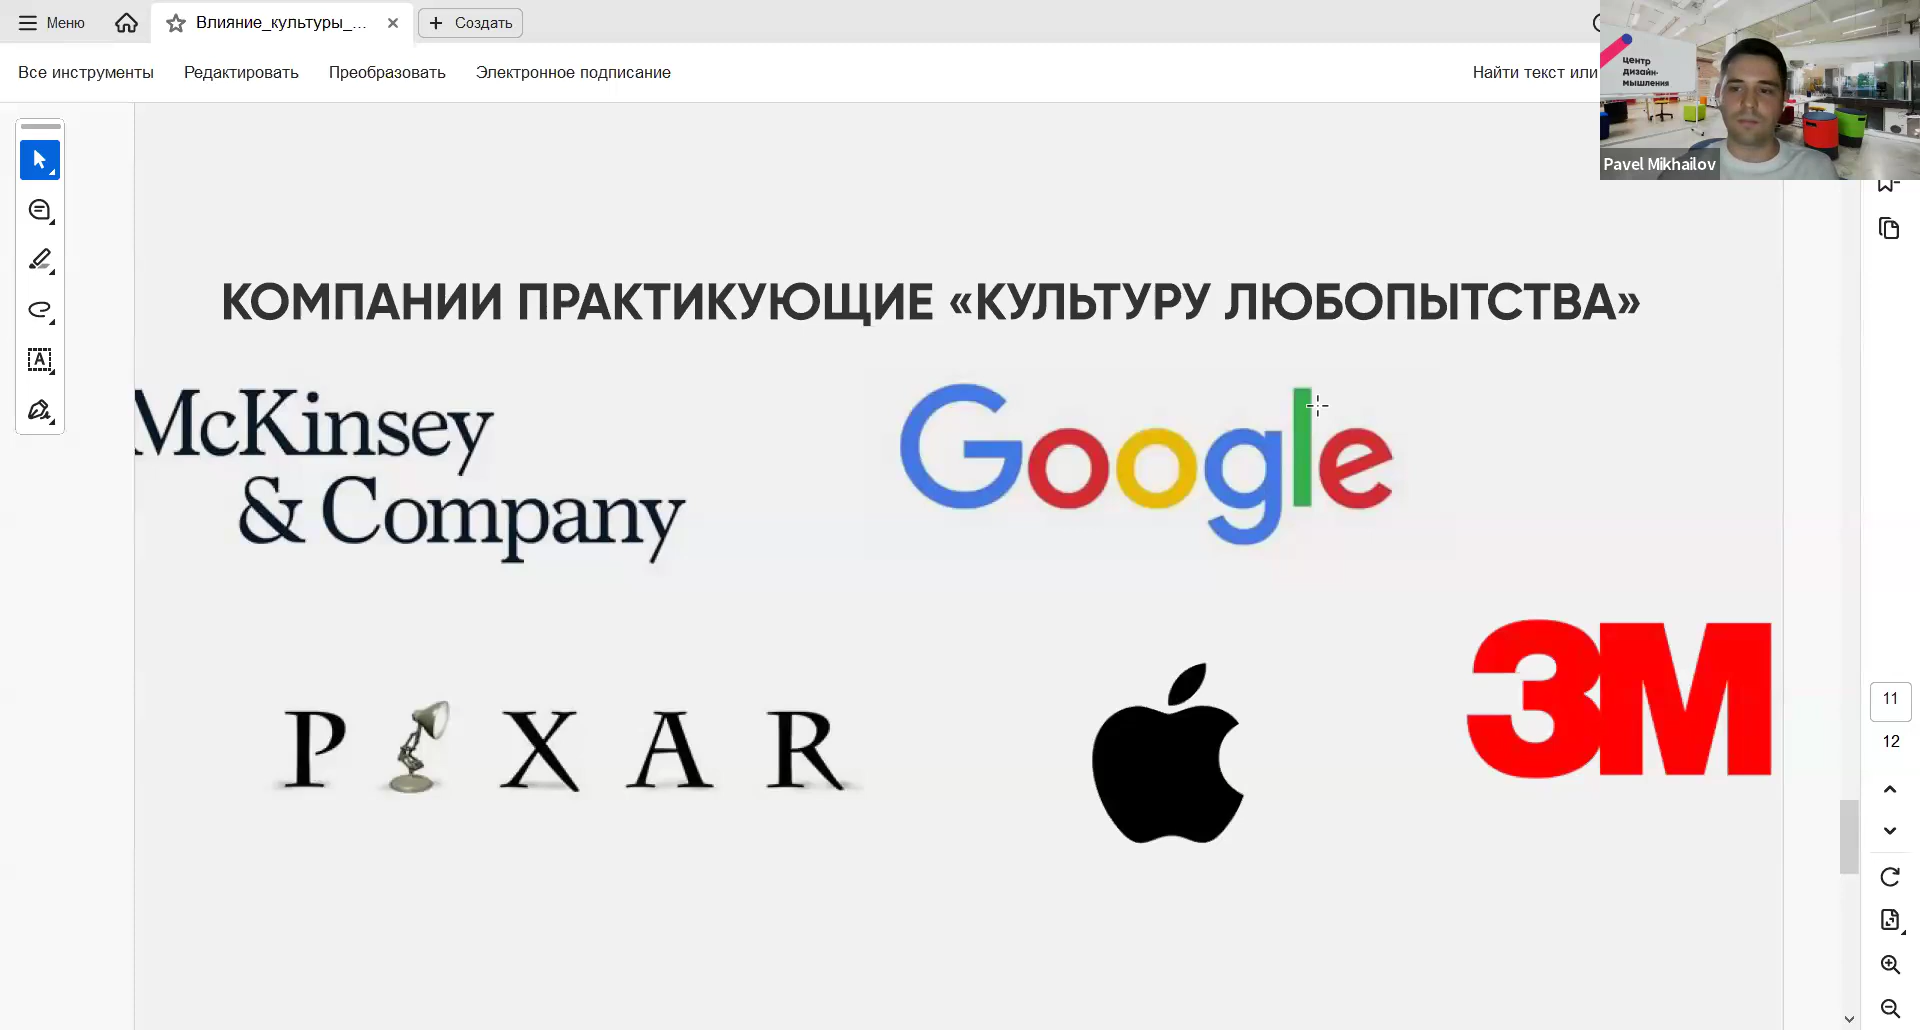 Меню
Влияние_культуры_...
Создать
Все инструменты
Редактировать
Преобразовать
Электронное подписание
Найти текст или
центр
дизайн-
мышления
Pavel Mikhailov
КОМПАНИИ ПРАКТИКУЮЩИЕ «КУЛЬТУРУ ЛЮБОПЫТСТВА»
McKinsey
& Company
Google
PIXAR
3M
11
12